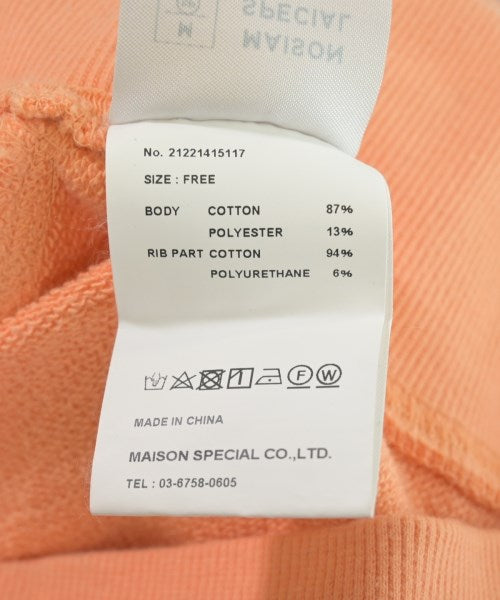 MAISON
SPECIAL
M
No. 21221415117
SIZE : FREE
BODY COTTON 87%
POLYESTER 13%
RIB PART COTTON 94%
POLYURETHANE 6%
F W
MADE IN CHINA
MAISON SPECIAL CO.,LTD.
TEL : 03-6758-0605